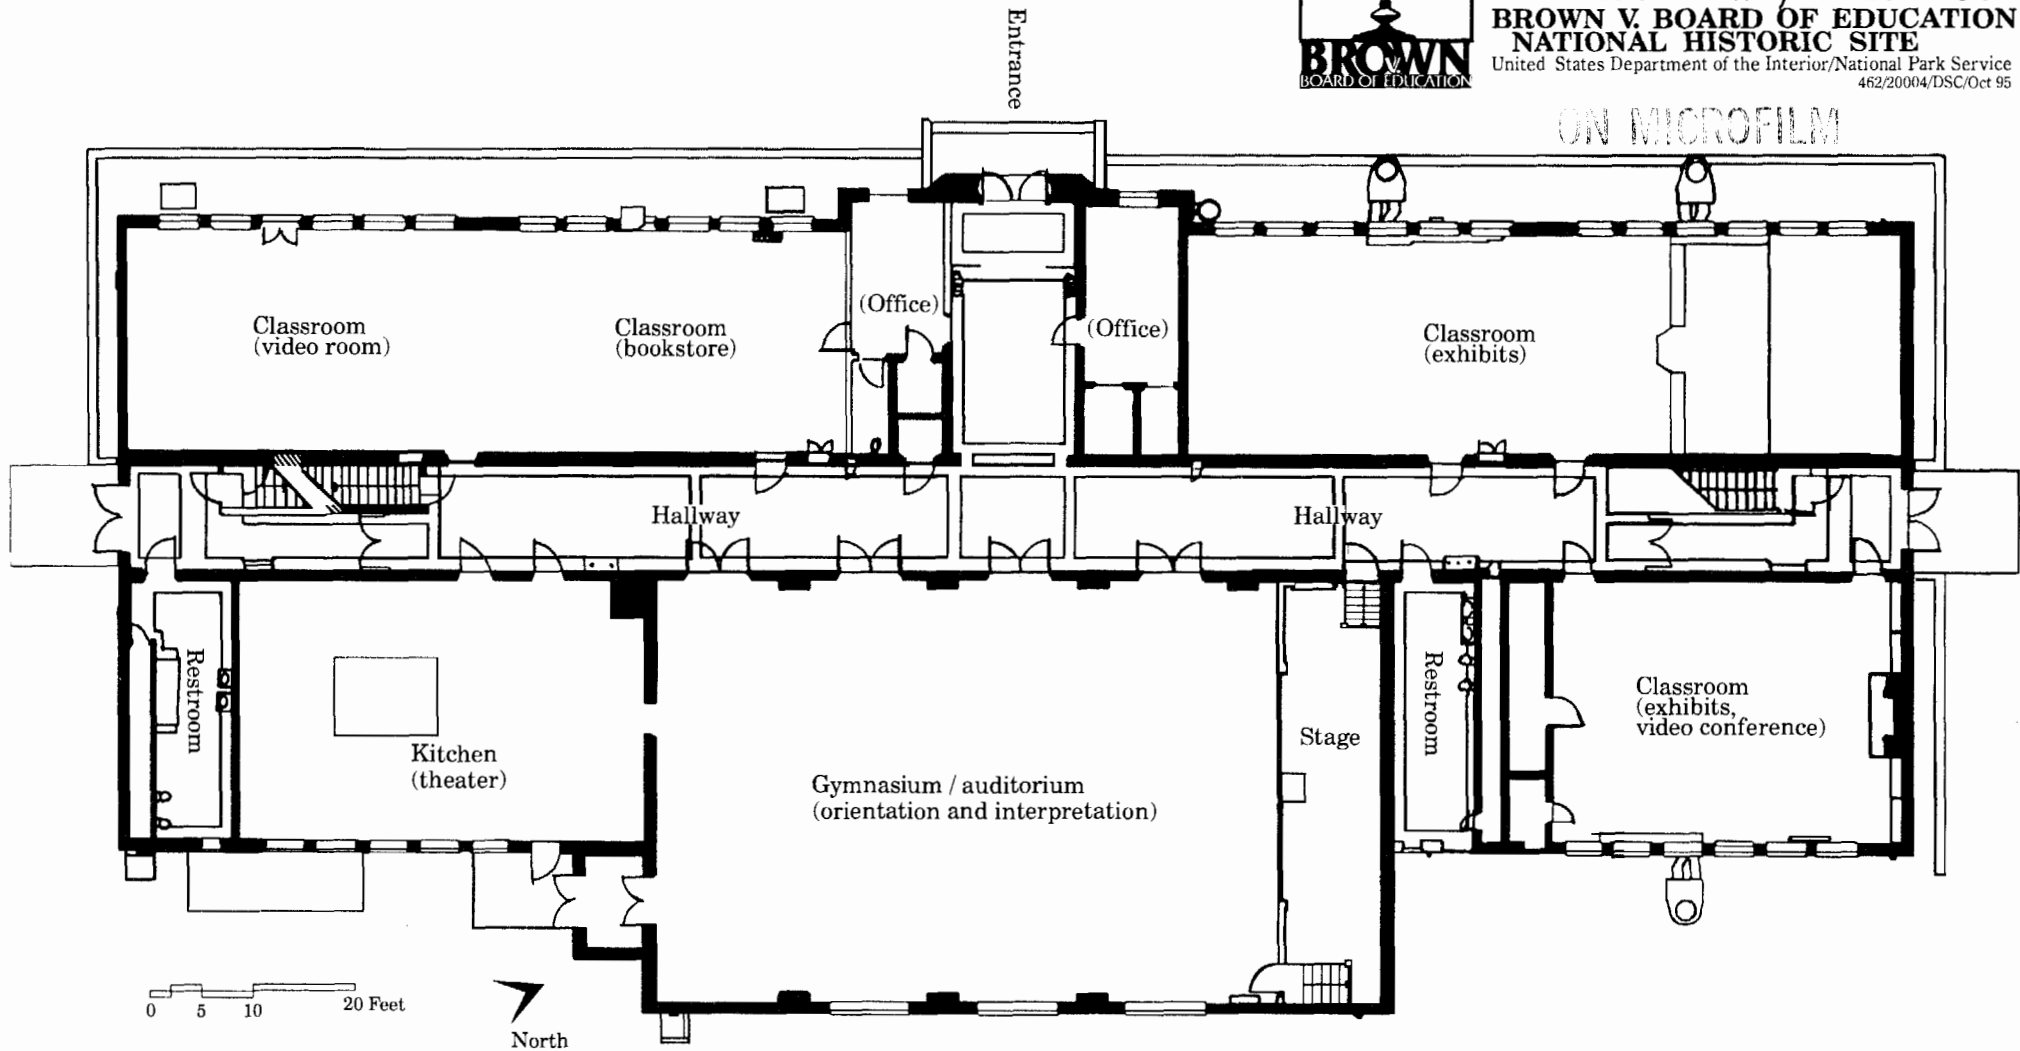 Entrance
BROWN
V.
BOARD OF EDUCATION
BROWN V. BOARD OF EDUCATION
NATIONAL HISTORIC SITE
United States Department of the Interior/National Park Service
462/20004/DSC/Oct 95
ON MICROFILM
Classroom
(video room)
Classroom
(bookstore)
(Office)
(Office)
Classroom
(exhibits)
Hallway
Hallway
Restroom
Kitchen
(theater)
Gymnasium / auditorium
(orientation and interpretation)
Stage
Restroom
Classroom
(exhibits,
video conference)
0 5 10 20 Feet
North